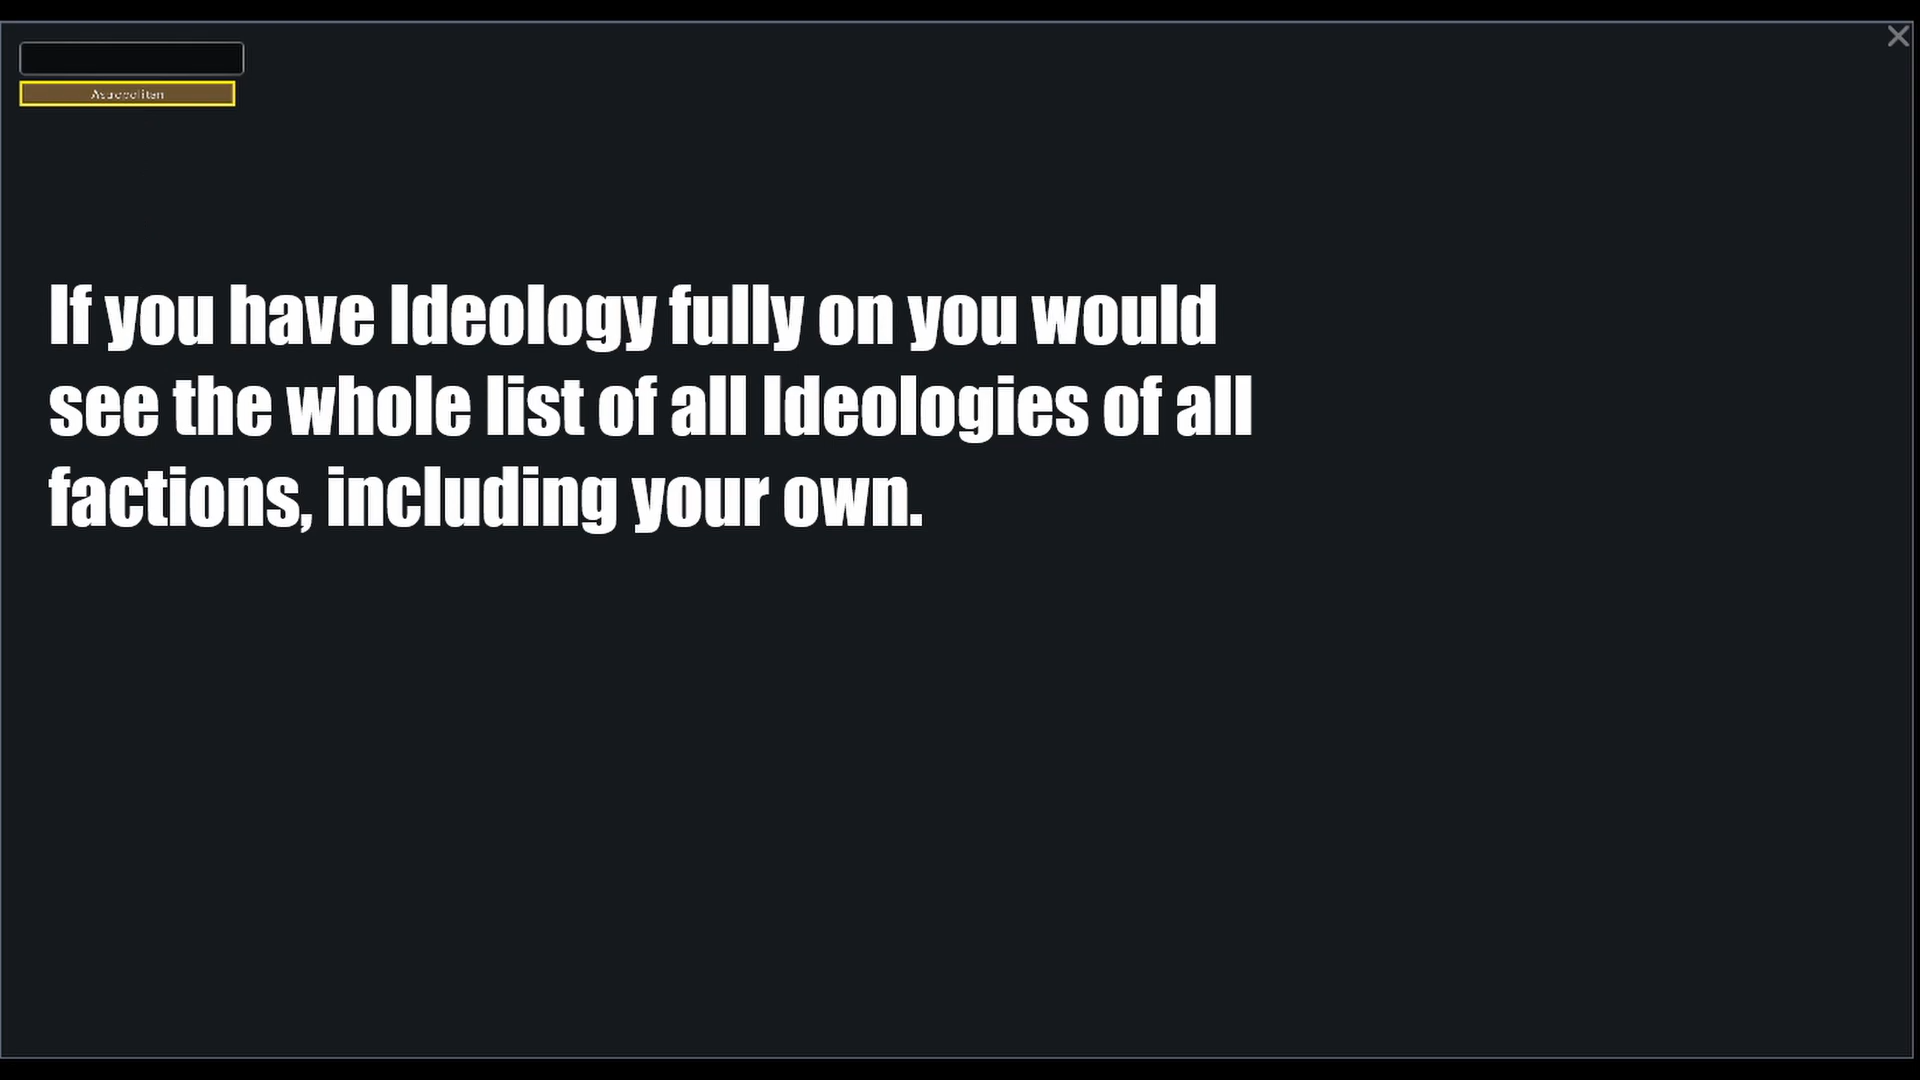 Astropolitan
If you have Ideology fully on you would
see the whole list of all Ideologies of all
factions, including your own.